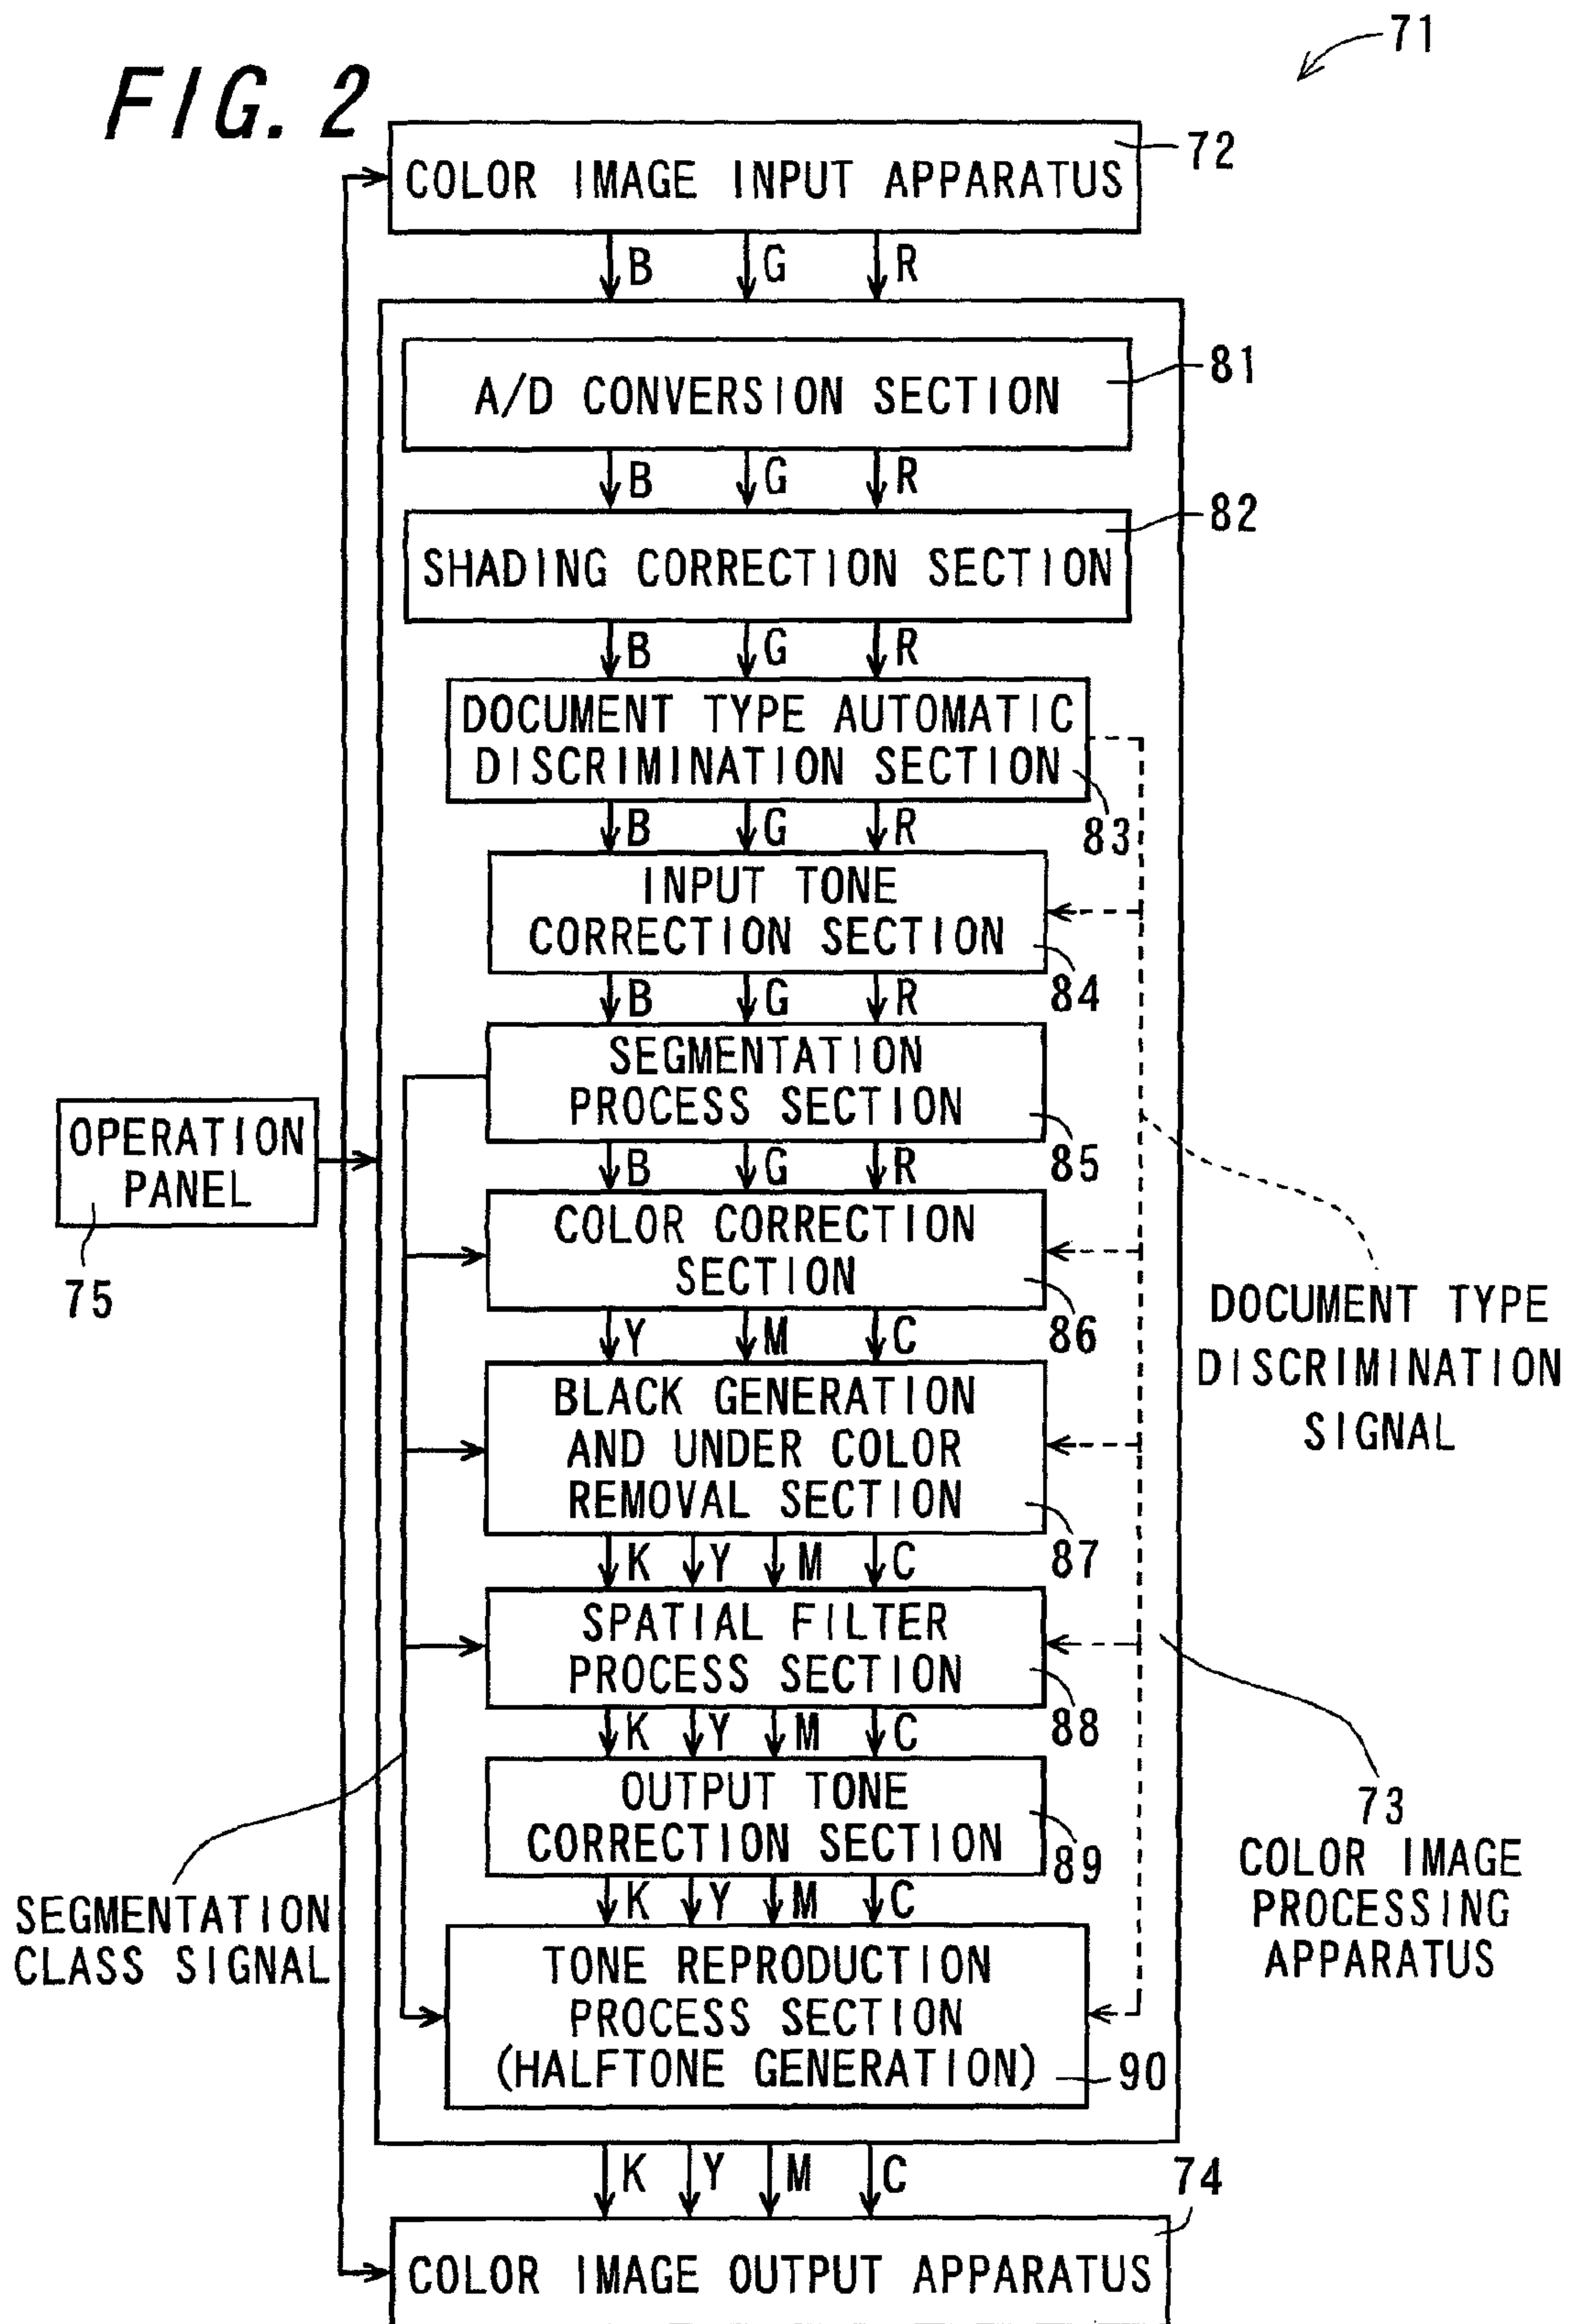 71
FIG. 2
COLOR IMAGE INPUT APPARATUS
72
B G R
A/D CONVERSION SECTION
81
B G R
SHADING CORRECTION SECTION
82
B G R
DOCUMENT TYPE AUTOMATIC
DISCRIMINATION SECTION
83
B G R
INPUT TONE
CORRECTION SECTION
84
B G R
SEGMENTATION
PROCESS SECTION
85
OPERATION
PANEL
75
B G R
COLOR CORRECTION
SECTION
86
DOCUMENT TYPE
DISCRIMINATION
SIGNAL
Y M C
BLACK GENERATION
AND UNDER COLOR
REMOVAL SECTION
87
K Y M C
SPATIAL FILTER
PROCESS SECTION
88
K Y M C
OUTPUT TONE
CORRECTION SECTION
89
73
COLOR IMAGE
PROCESSING
APPARATUS
K Y M C
SEGMENTATION
CLASS SIGNAL
TONE REPRODUCTION
PROCESS SECTION
(HALFTONE GENERATION)
90
K Y M C
74
COLOR IMAGE OUTPUT APPARATUS